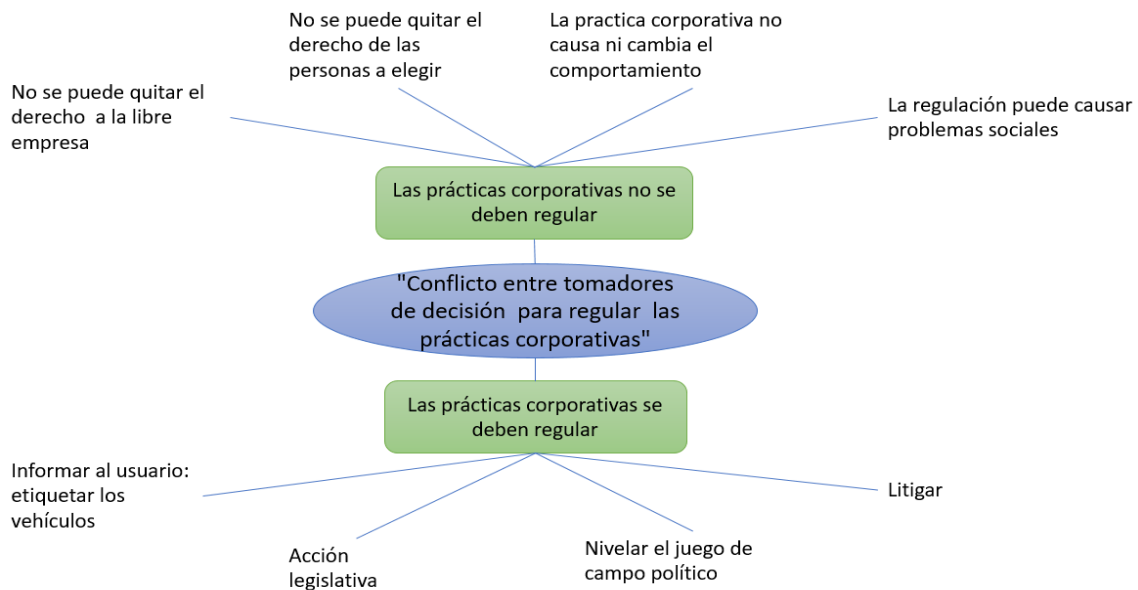 No se puede quitar el
derecho de las
personas a elegir
La practica corporativa no
causa ni cambia el
comportamiento
No se puede quitar el
derecho a la libre
empresa
La regulación puede causar
problemas sociales
Las prácticas corporativas no se
deben regular
"Conflicto entre tomadores
de decisión para regular las
prácticas corporativas"
Las prácticas corporativas se
deben regular
Informar al usuario:
etiquetar los
vehículos
Acción
legislativa
Nivelar el juego de
campo político
Litigar